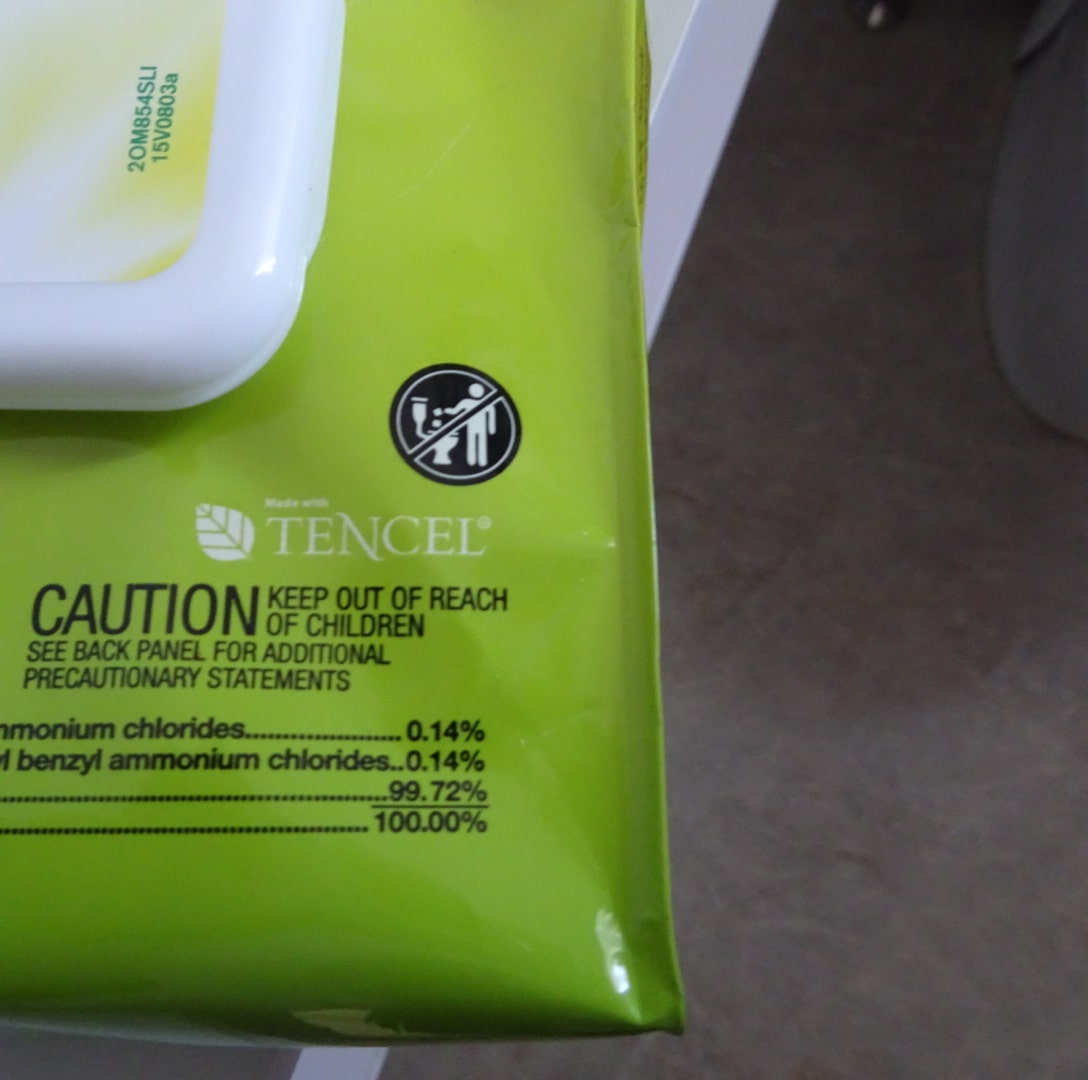 2OM854SLI
15V0803a
Made with
TENCEL®
CAUTION KEEP OUT OF REACH
OF CHILDREN
SEE BACK PANEL FOR ADDITIONAL
PRECAUTIONARY STATEMENTS
mmonium chlorides.................... 0.14%
yl benzyl ammonium chlorides..0.14%
99.72%
100.00%